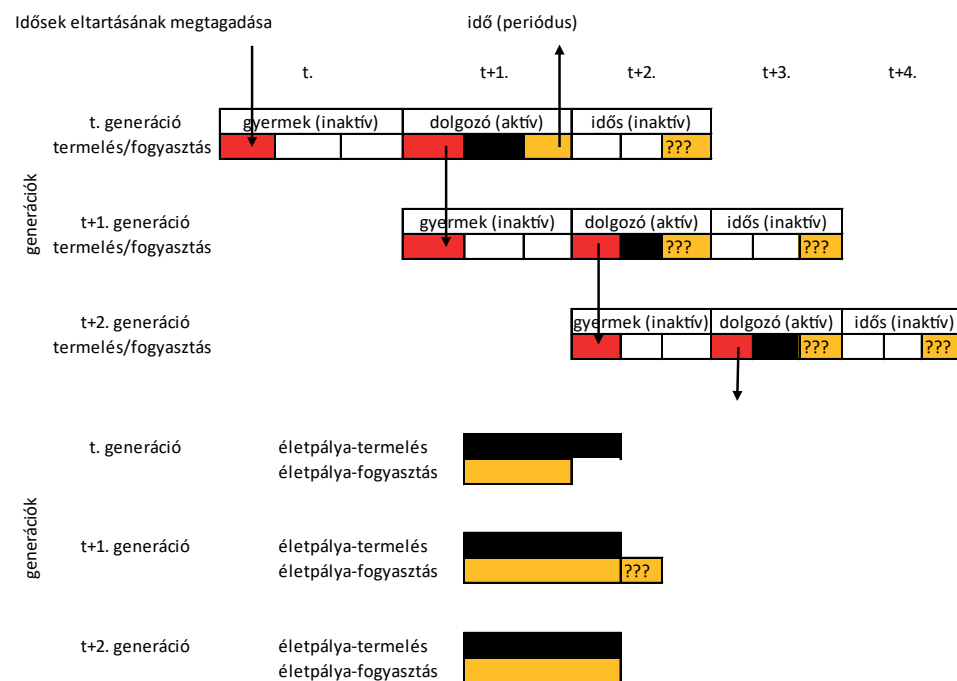 Idősek eltartásának megtagadása idő (periódus)
t. t+1. t+2. t+3. t+4.
t. generáció gyermek (inaktív) dolgozó (aktív) idős (inaktív)
termelés/fogyasztás ???
generációk
t+1. generáció gyermek (inaktív) dolgozó (aktív) idős (inaktív)
termelés/fogyasztás ??? ???
t+2. generáció gyermek (inaktív) dolgozó (aktív) idős (inaktív)
termelés/fogyasztás ??? ???
t. generáció életpálya-termelés
életpálya-fogyasztás
generációk
t+1. generáció életpálya-termelés
életpálya-fogyasztás ???
t+2. generáció életpálya-termelés
életpálya-fogyasztás